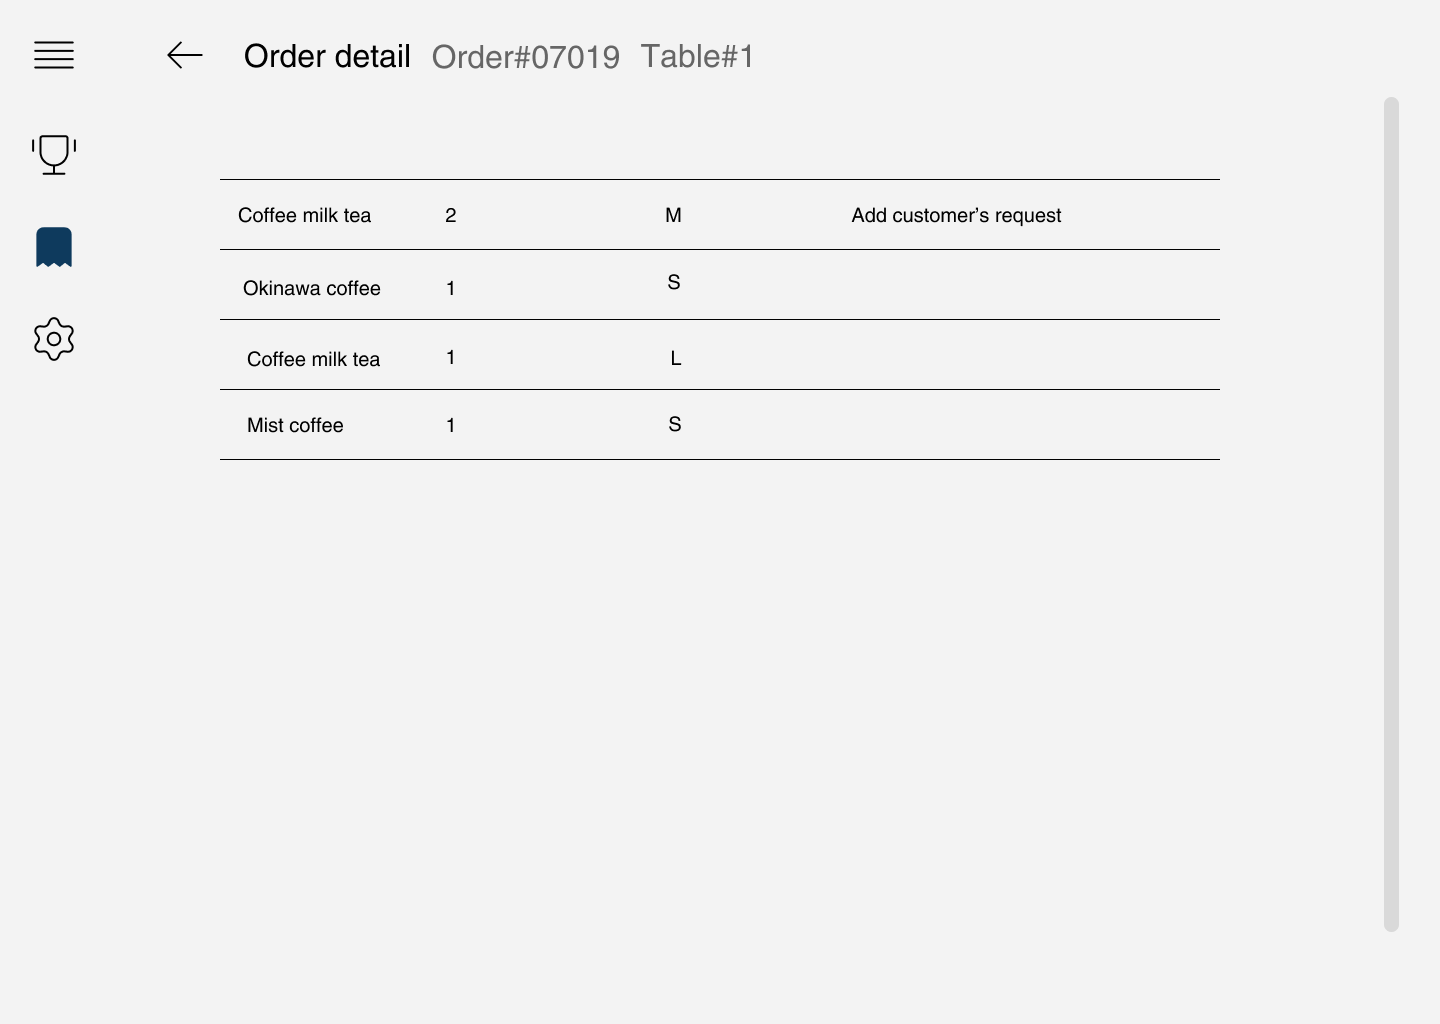 Order detail Order#07019 Table#1
Coffee milk tea 2 M Add customer’s request
Okinawa coffee 1 S
Coffee milk tea 1 L
Mist coffee 1 S